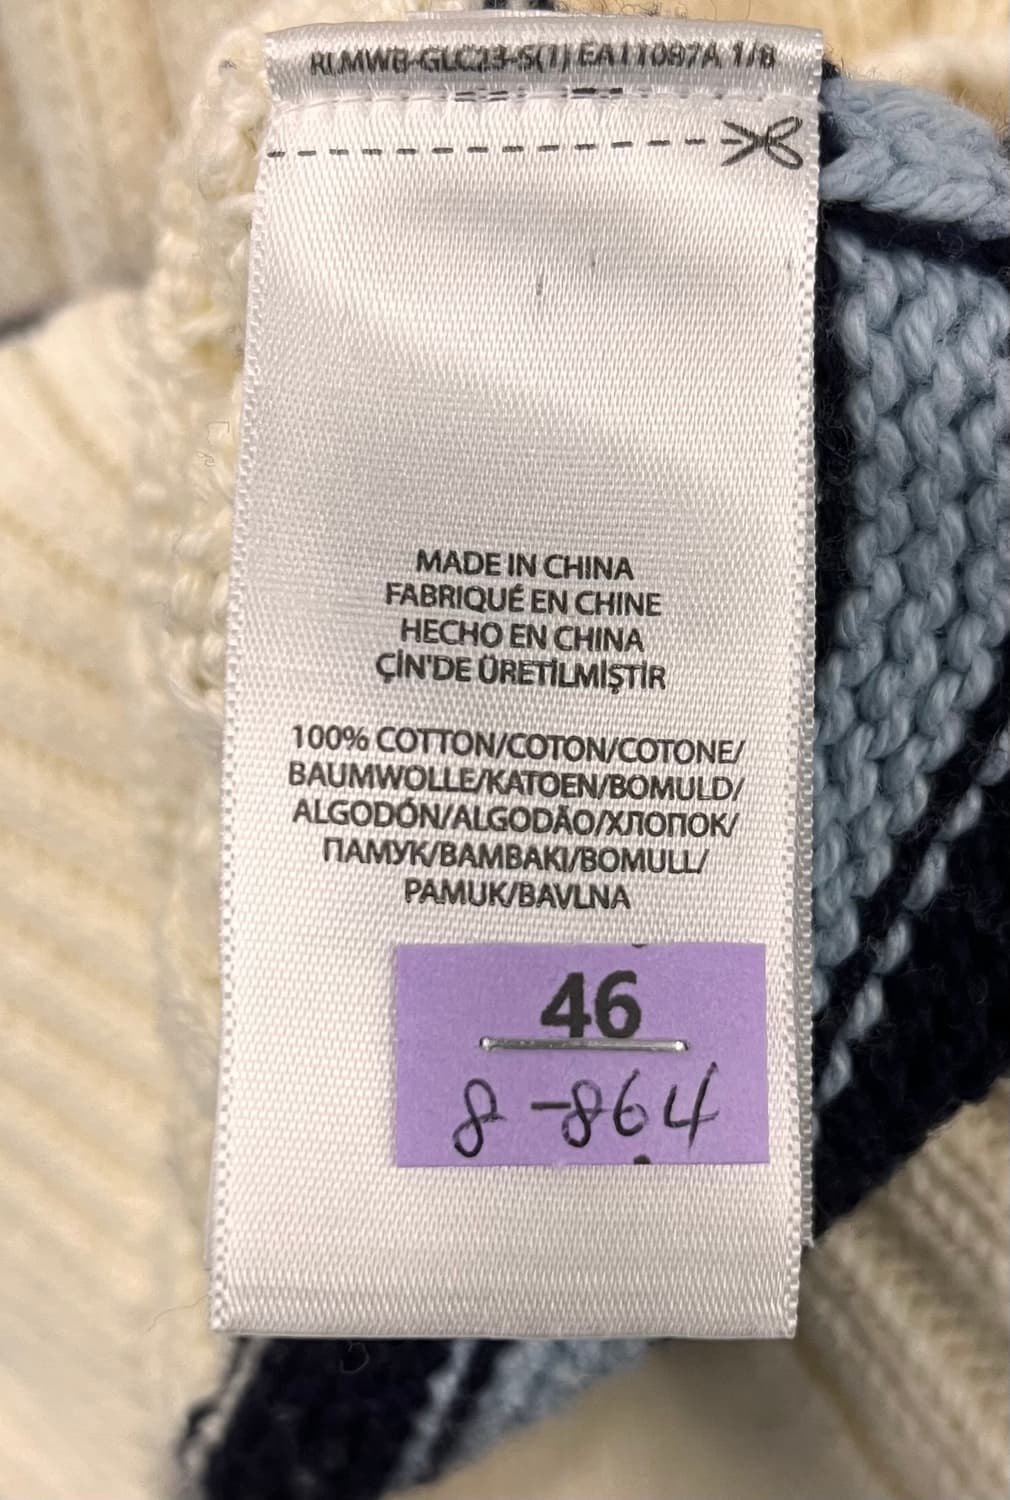 RLMWB-GLC23-S(1) EA11087A 1/8
MADE IN CHINA
FABRIQUÉ EN CHINE
HECHO EN CHINA
ÇİN'DE ÜRETİLMİŞTİR
100% COTTON/COTON/COTONE/
BAUMWOLLE/KATOEN/BOMULD/
ALGODÓN/ALGODÃO/ХЛОПОК/
ПАМУК/ΒΑΜΒΑΚΙ/BOMULL/
PAMUK/BAVLNA
46
8-864